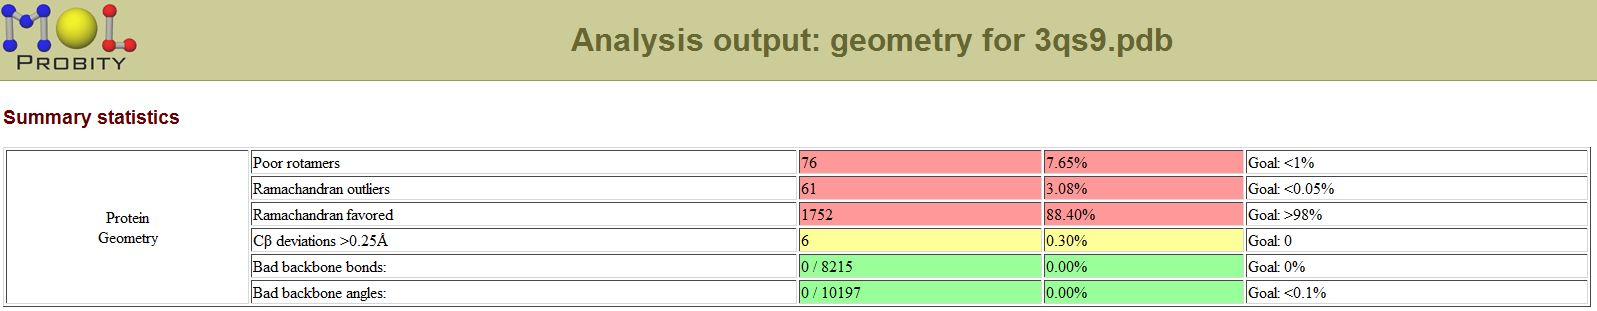 MOL
PROBITY
Analysis output: geometry for 3qs9.pdb
Summary statistics
Protein
Geometry
Poor rotamers 76 7.65% Goal: <1%
Ramachandran outliers 61 3.08% Goal: <0.05%
Ramachandran favored 1752 88.40% Goal: >98%
Cβ deviations >0.25Å 6 0.30% Goal: 0
Bad backbone bonds: 0 / 8215 0.00% Goal: 0%
Bad backbone angles: 0 / 10197 0.00% Goal: <0.1%